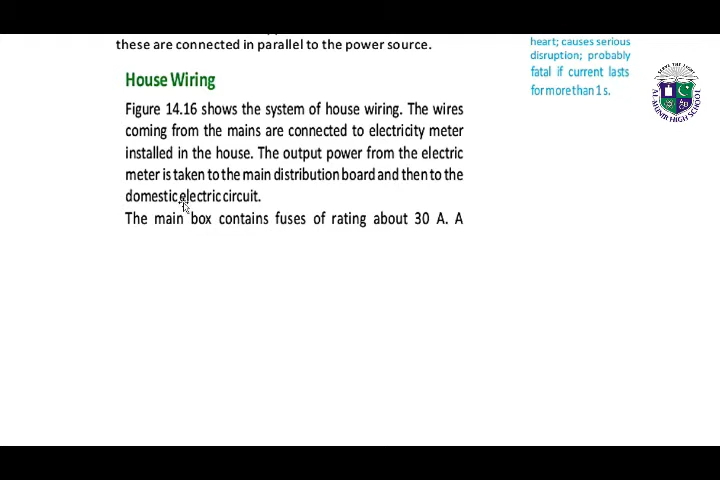 these are connected in parallel to the power source.
heart; causes serious
disruption; probably
fatal if current lasts
for more than 1 s.
House Wiring
Figure 14.16 shows the system of house wiring. The wires
coming from the mains are connected to electricity meter
installed in the house. The output power from the electric
meter is taken to the main distribution board and then to the
domestic electric circuit.
The main box contains fuses of rating about 30 A. A
AL-MUNIR HIGH SCHOOL